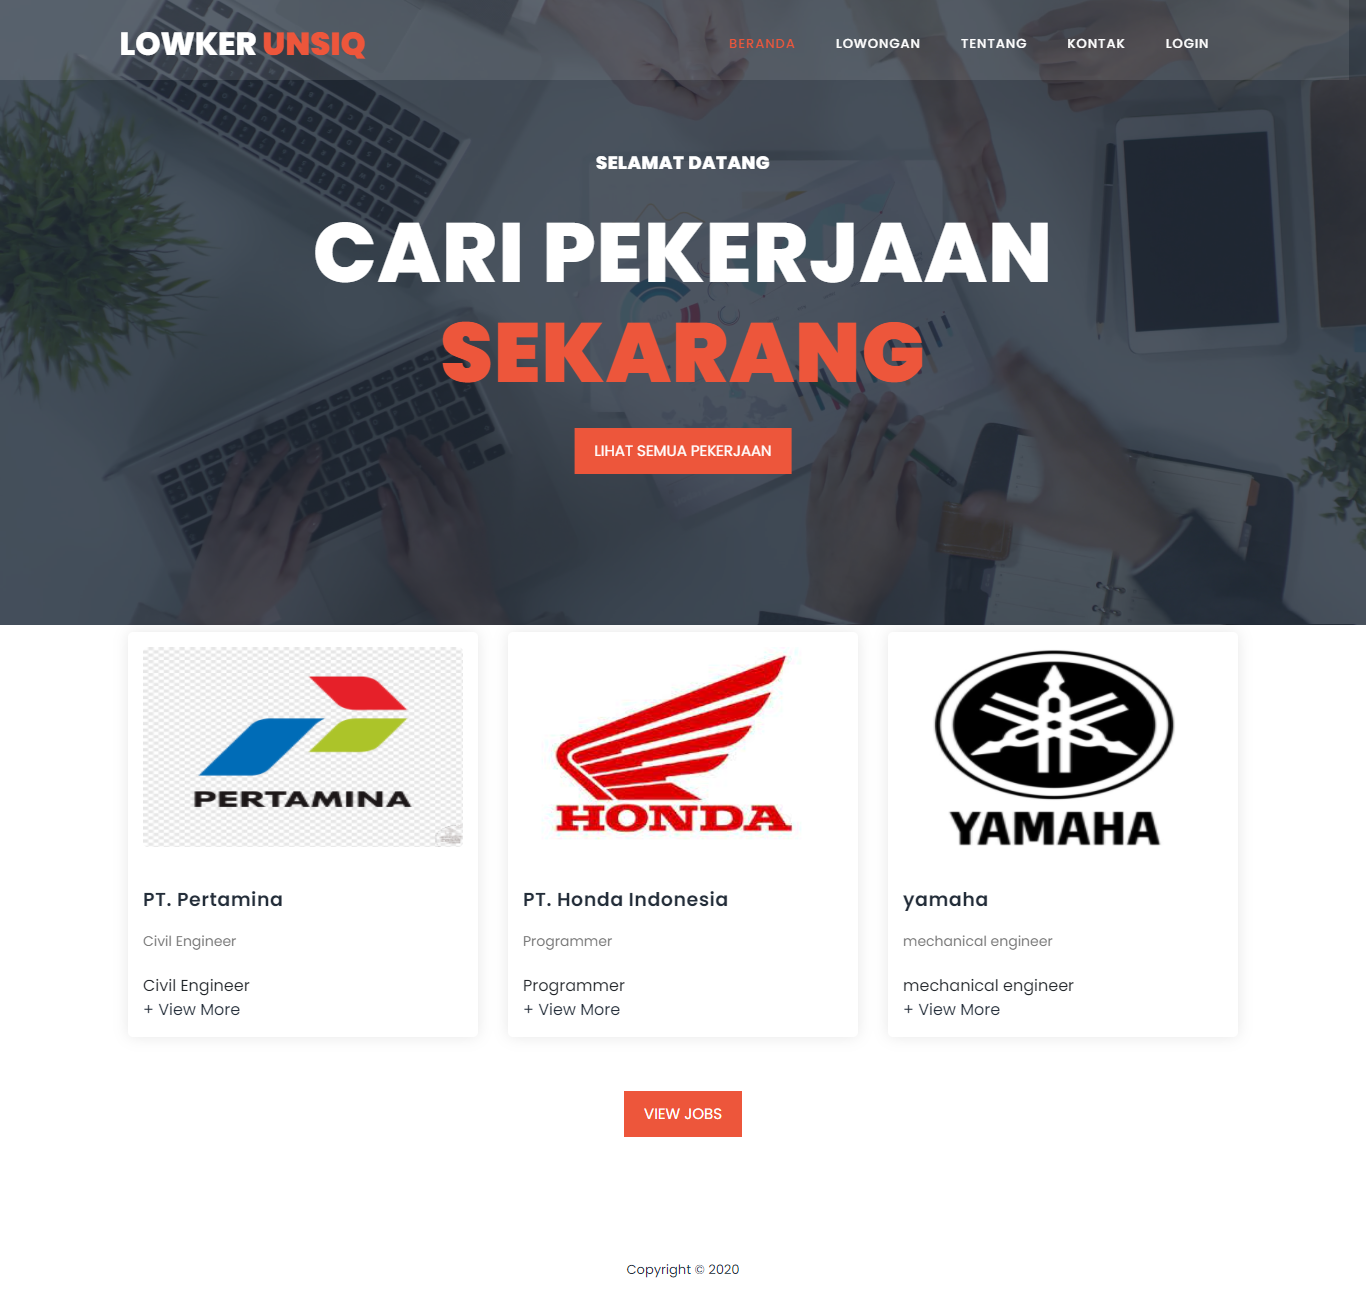 LOWKER UNSIQ
BERANDA
LOWONGAN
TENTANG
KONTAK
LOGIN
SELAMAT DATANG
CARI PEKERJAAN
SEKARANG
LIHAT SEMUA PEKERJAAN
PERTAMINA
HONDA
YAMAHA
PT. Pertamina
Civil Engineer
Civil Engineer
+ View More
PT. Honda Indonesia
Programmer
Programmer
+ View More
yamaha
mechanical engineer
mechanical engineer
+ View More
VIEW JOBS
Copyright © 2020